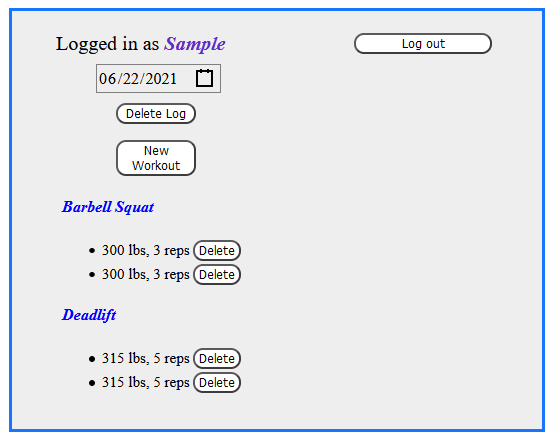 Logged in as Sample
Log out
06/22/2021
Delete Log
New
Workout
Barbell Squat
300 lbs, 3 reps Delete
300 lbs, 3 reps Delete
Deadlift
315 lbs, 5 reps Delete
315 lbs, 5 reps Delete